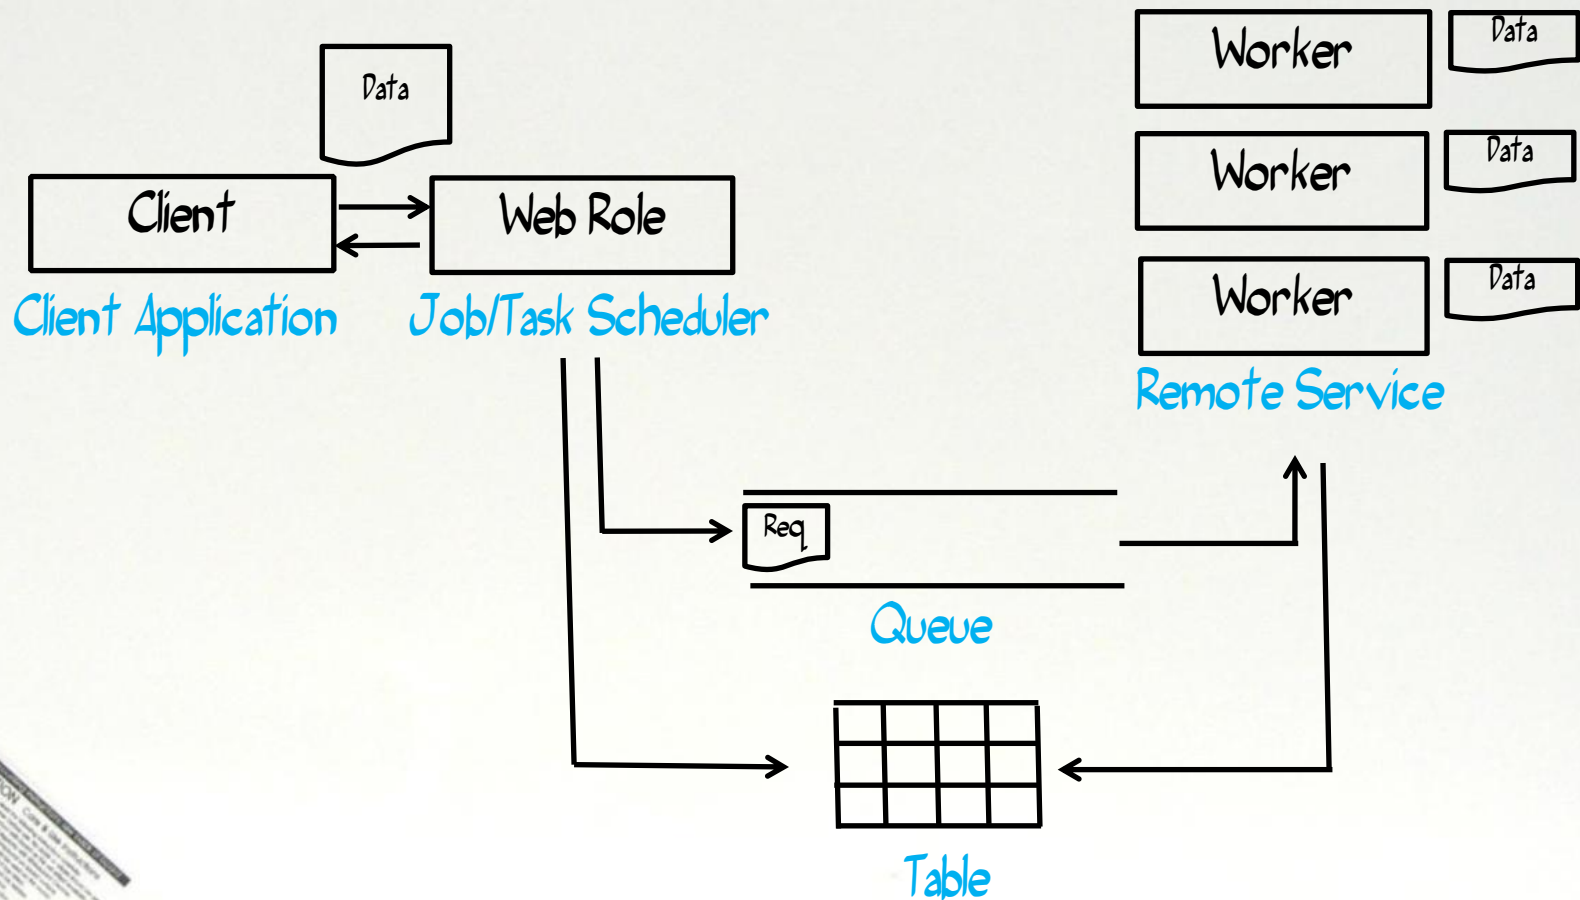 Data
Client
Web Role
Client Application
Job/Task Scheduler
Worker
Data
Worker
Data
Worker
Data
Remote Service
Req
Queue
Table